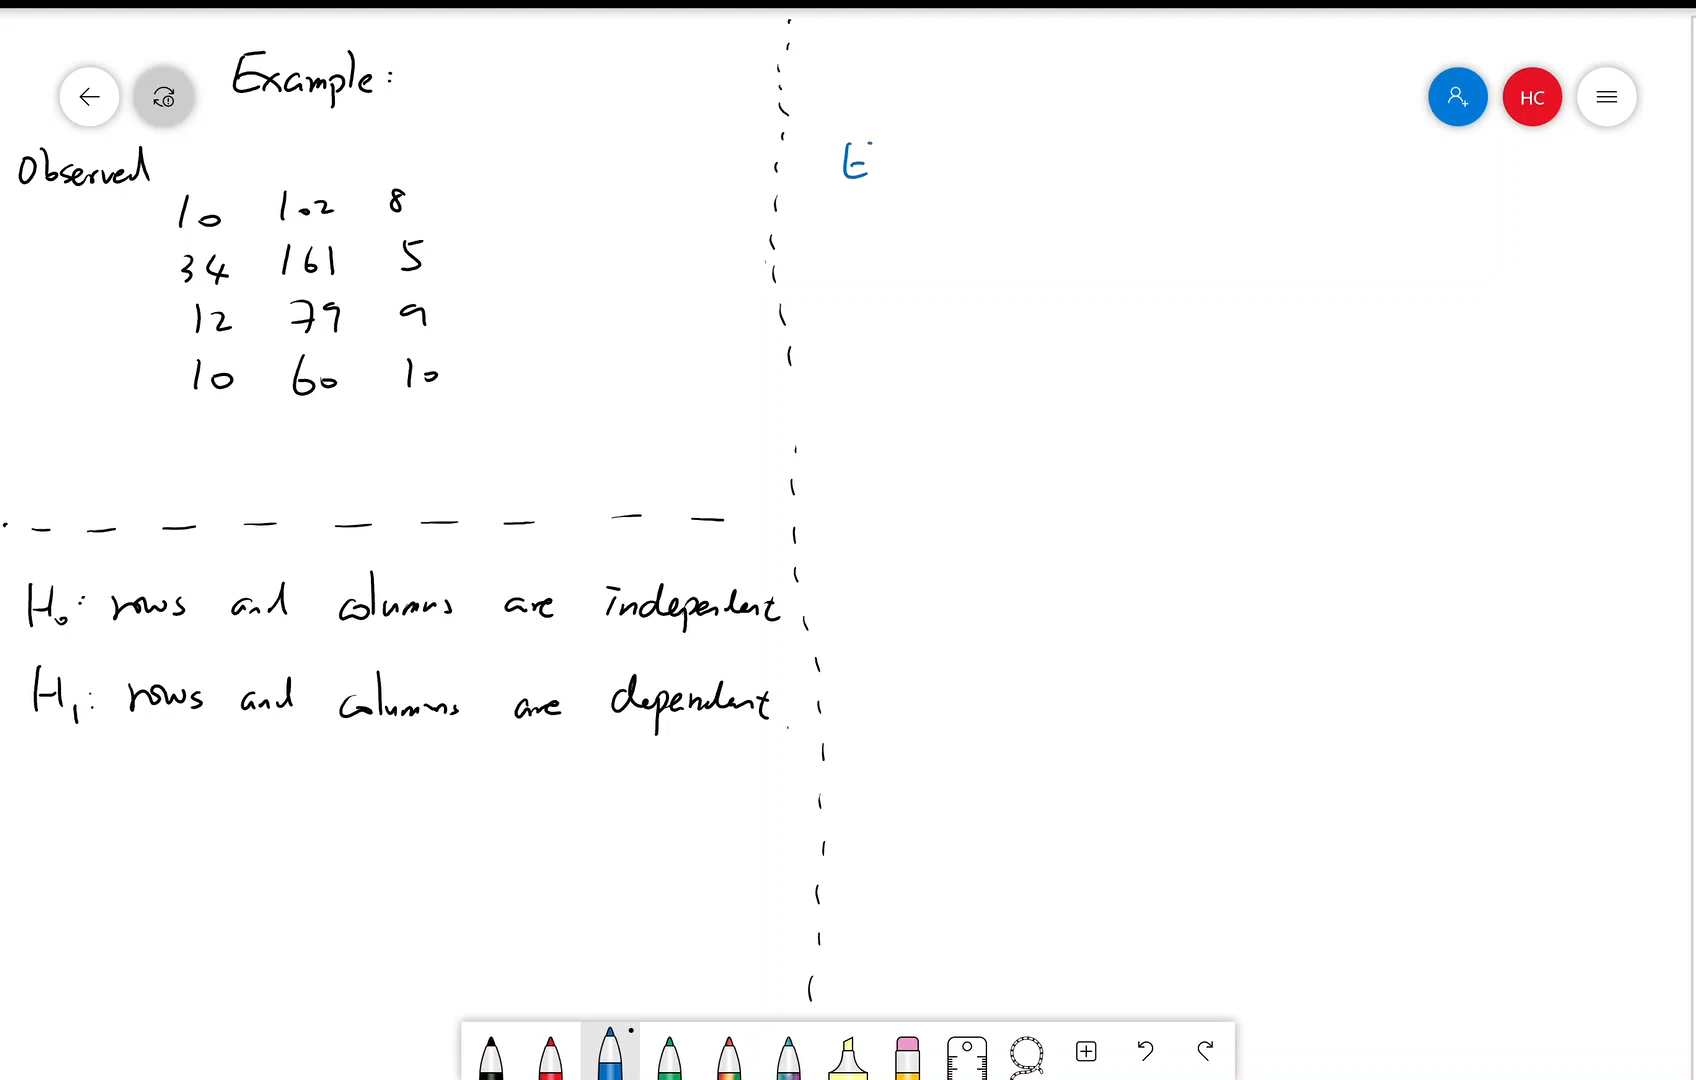 Example:
Observed
10 102 8
34 161 5
12 79 9
10 60 10
H₀: rows and columns are independent
H₁: rows and columns are dependent
E
HC